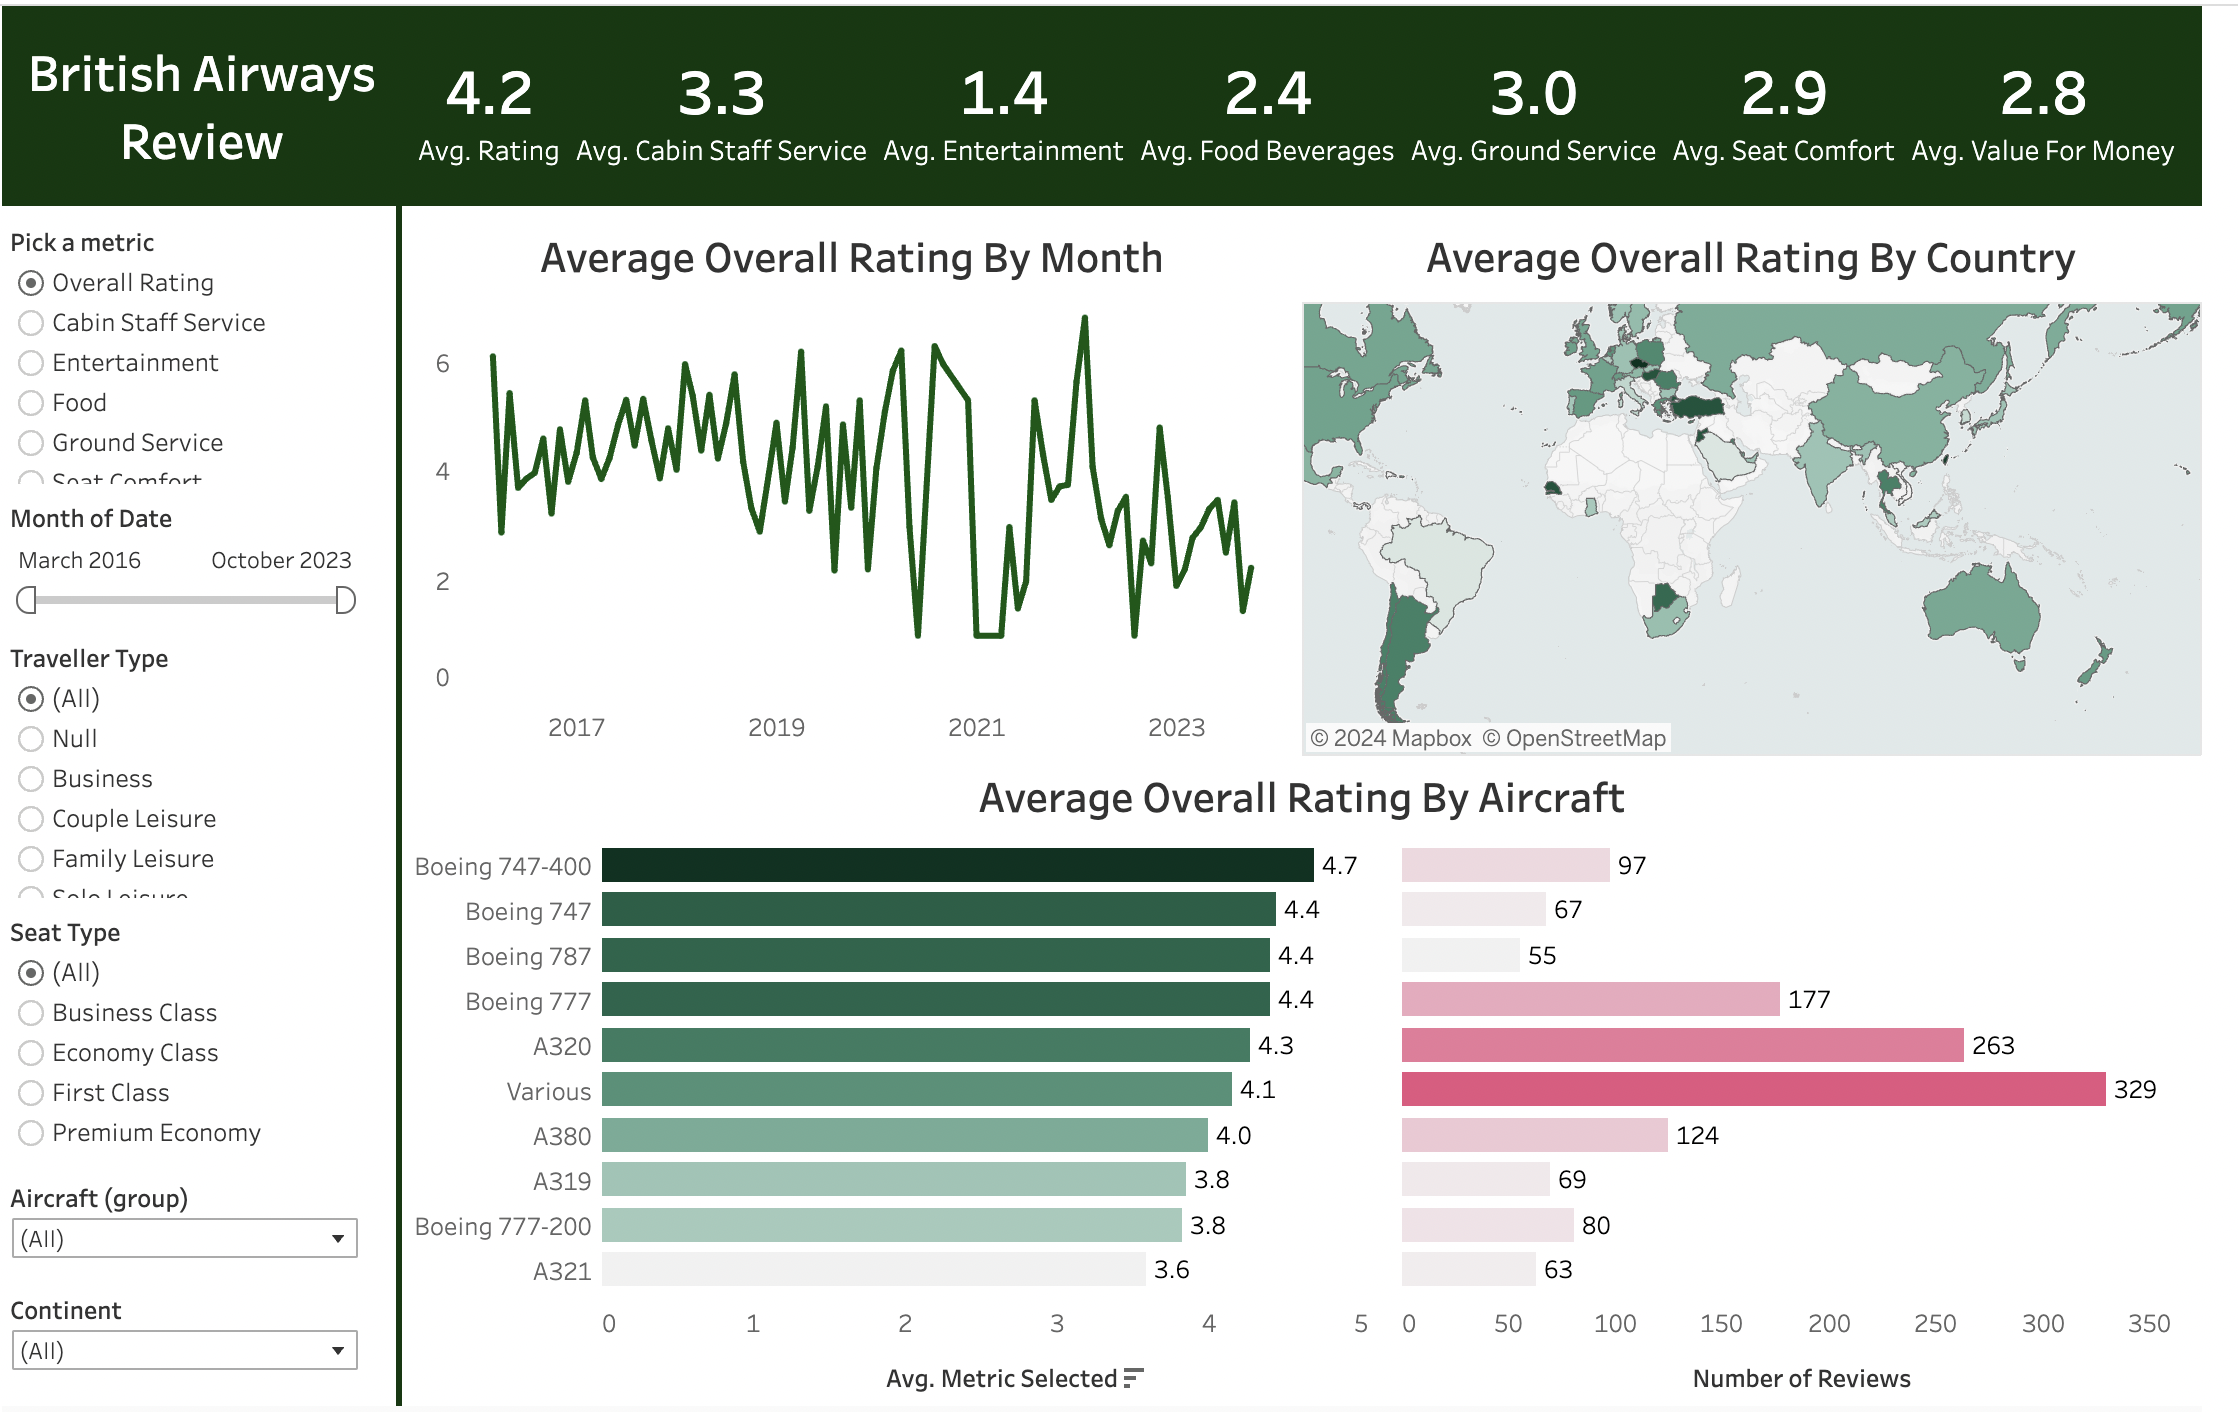 British Airways
Review
4.2
Avg. Rating
3.3
Avg. Cabin Staff Service
1.4
Avg. Entertainment
2.4
Avg. Food Beverages
3.0
Avg. Ground Service
2.9
Avg. Seat Comfort
2.8
Avg. Value For Money
Pick a metric
Overall Rating
Cabin Staff Service
Entertainment
Food
Ground Service
Seat Comfort
Month of Date
March 2016 October 2023
Traveller Type
(All)
Null
Business
Couple Leisure
Family Leisure
Solo Leisure
Seat Type
(All)
Business Class
Economy Class
First Class
Premium Economy
Aircraft (group)
(All)
Continent
(All)
Average Overall Rating By Month
6
4
2
0
2017 2019 2021 2023
Average Overall Rating By Country
© 2024 Mapbox © OpenStreetMap
Average Overall Rating By Aircraft
Boeing 747-400 4.7 97
Boeing 747 4.4 67
Boeing 787 4.4 55
Boeing 777 4.4 177
A320 4.3 263
Various 4.1 329
A380 4.0 124
A319 3.8 69
Boeing 777-200 3.8 80
A321 3.6 63
0 1 2 3 4 5 0 50 100 150 200 250 300 350
Avg. Metric Selected Number of Reviews